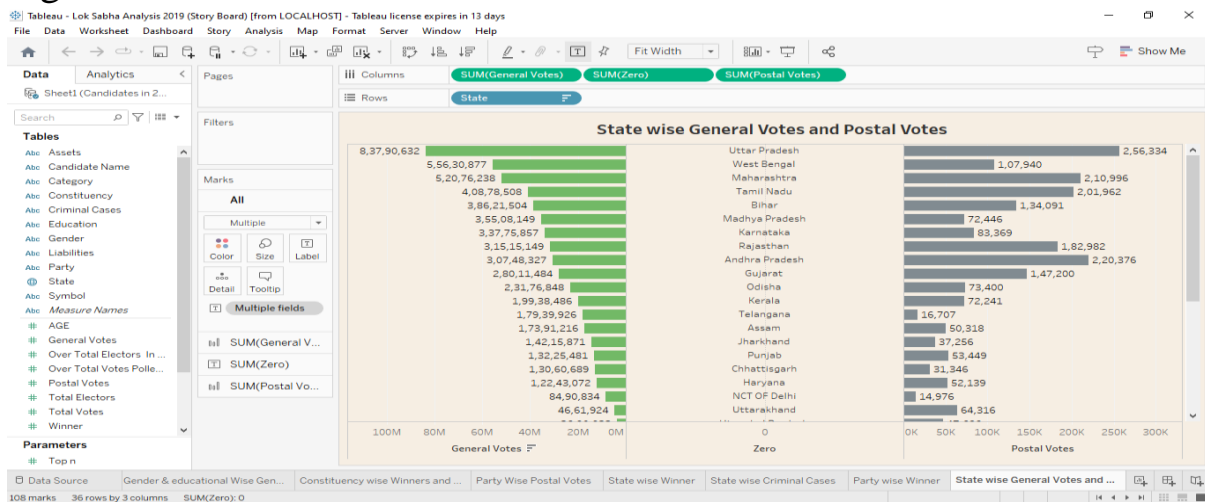 Tableau - Lok Sabha Analysis 2019 (Story Board) [from LOCALHOST] - Tableau license expires in 13 days
File Data Worksheet Dashboard Story Analysis Map Format Server Window Help
Fit Width
Show Me
Data Analytics
Pages
Columns SUM(General Votes) SUM(Zero) SUM(Postal Votes)
Sheet1 (Candidates in 2...
Rows State
Search
Filters
Tables
Abc Assets
Abc Candidate Name
Abc Category
Abc Constituency
Abc Criminal Cases
Abc Education
Abc Gender
Abc Liabilities
Abc Party
State
Abc Symbol
Abc Measure Names
# AGE
# General Votes
# Over Total Electors In ...
# Over Total Votes Polle...
# Postal Votes
# Total Electors
# Total Votes
# Winner
Parameters
# Top n
Marks
All
Multiple
Color Size Label
Detail Tooltip
Multiple fields
SUM(General V...
SUM(Zero)
SUM(Postal Vo...
State wise General Votes and Postal Votes
8,37,90,632 Uttar Pradesh 2,56,334
5,56,30,877 West Bengal 1,07,940
5,20,76,238 Maharashtra 2,10,996
4,08,78,508 Tamil Nadu 2,01,962
3,86,21,504 Bihar 1,34,091
3,55,08,149 Madhya Pradesh 72,446
3,37,75,857 Karnataka 83,369
3,15,15,149 Rajasthan 1,82,982
3,07,48,327 Andhra Pradesh 2,20,376
2,80,11,484 Gujarat 1,47,200
2,31,76,848 Odisha 73,400
1,99,38,486 Kerala 72,241
1,79,39,926 Telangana 16,707
1,73,91,216 Assam 50,318
1,42,15,871 Jharkhand 37,256
1,32,25,481 Punjab 53,449
1,30,60,689 Chhattisgarh 31,346
1,22,43,072 Haryana 52,139
84,90,834 NCT OF Delhi 14,976
46,61,924 Uttarakhand 64,316
100M 80M 60M 40M 20M 0M 0 0K 50K 100K 150K 200K 250K 300K
General Votes Zero Postal Votes
Data Source Gender & educational Wise Gen... Constituency wise Winners and ... Party Wise Postal Votes State wise Winner State wise Criminal Cases Party wise Winner State wise General Votes and ...
108 marks 36 rows by 3 columns SUM(Zero): 0